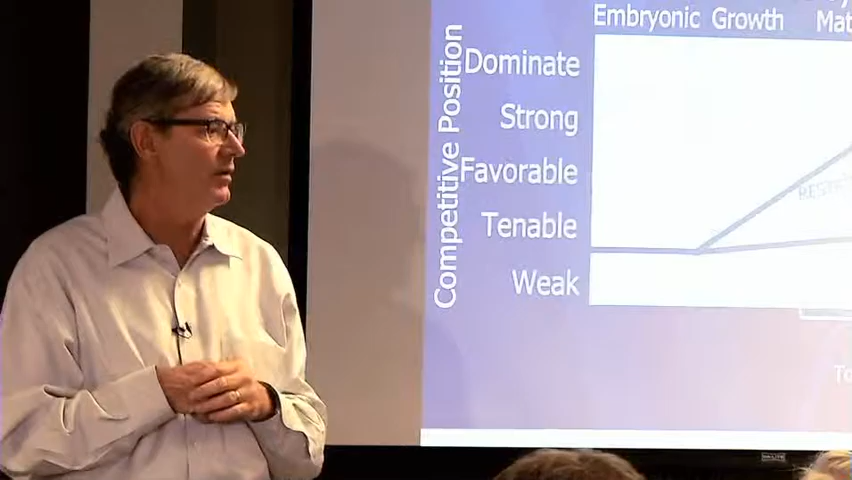 Embryonic Growth
Competitive Position
Dominate
Strong
Favorable
Tenable
Weak